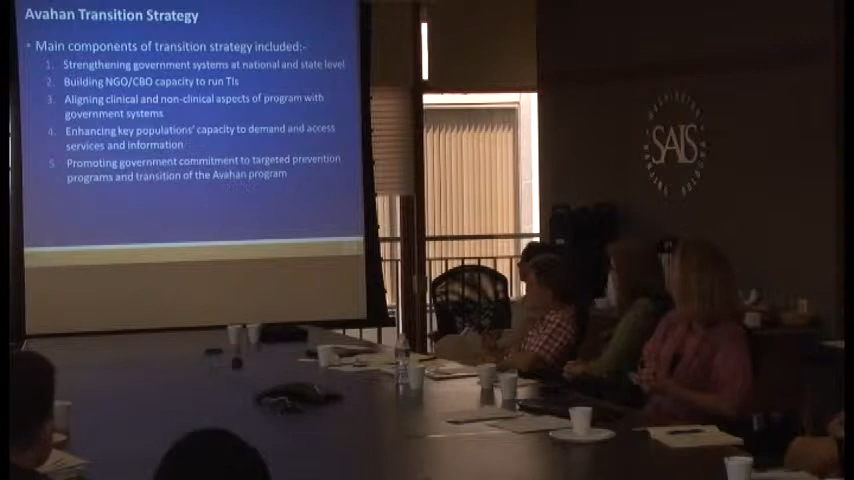 Avahan Transition Strategy
• Main components of transition strategy included:-
1. Strengthening government systems at national and state level
2. Building NGO/CBO capacity to run TIs
3. Aligning clinical and non-clinical aspects of program with
government systems
4. Enhancing key populations' capacity to demand and access
services and information
5. Promoting government commitment to targeted prevention
programs and transition of the Avahan program
WASHINGTON
SAIS